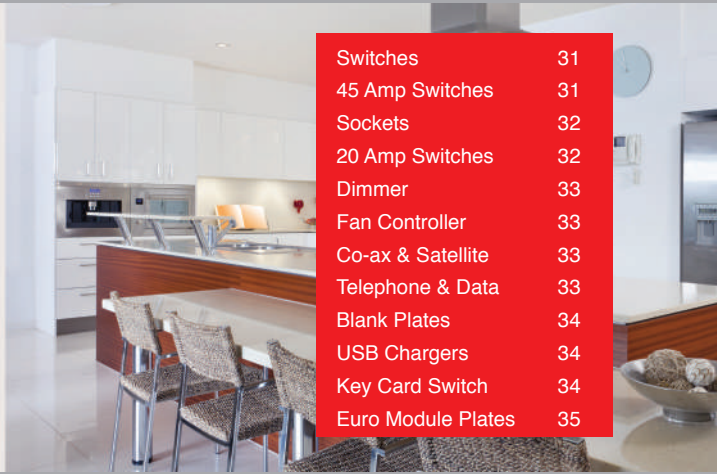 Switches 31
45 Amp Switches 31
Sockets 32
20 Amp Switches 32
Dimmer 33
Fan Controller 33
Co-ax & Satellite 33
Telephone & Data 33
Blank Plates 34
USB Chargers 34
Key Card Switch 34
Euro Module Plates 35